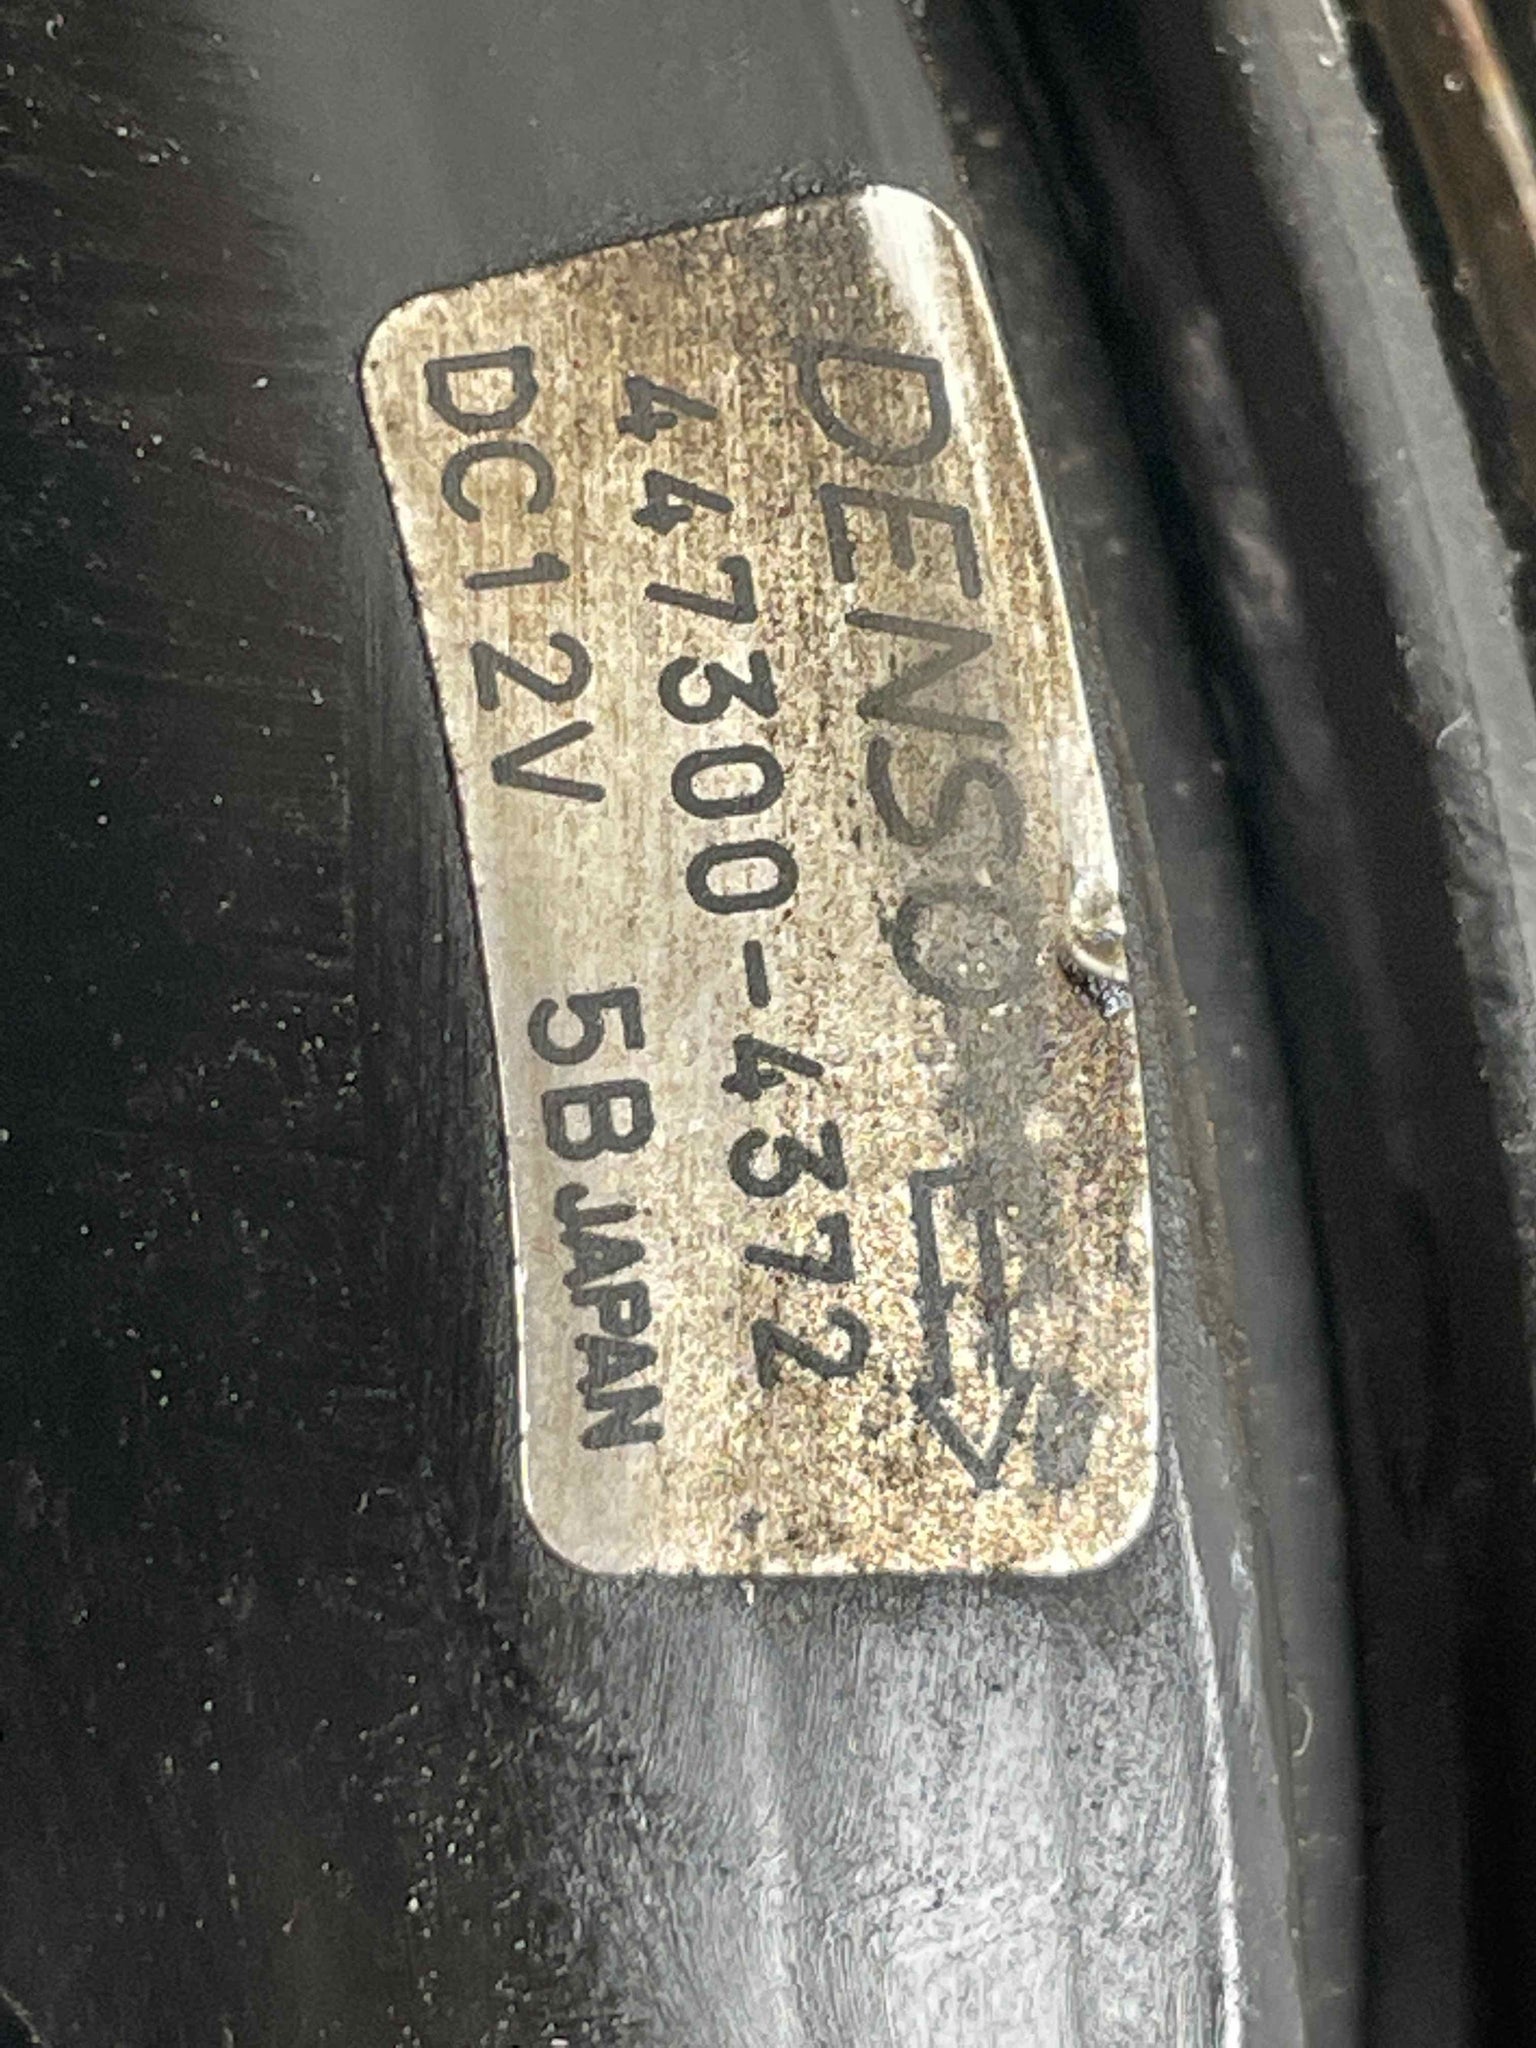 DENSO
447300-4372
DC12V 5B JAPAN